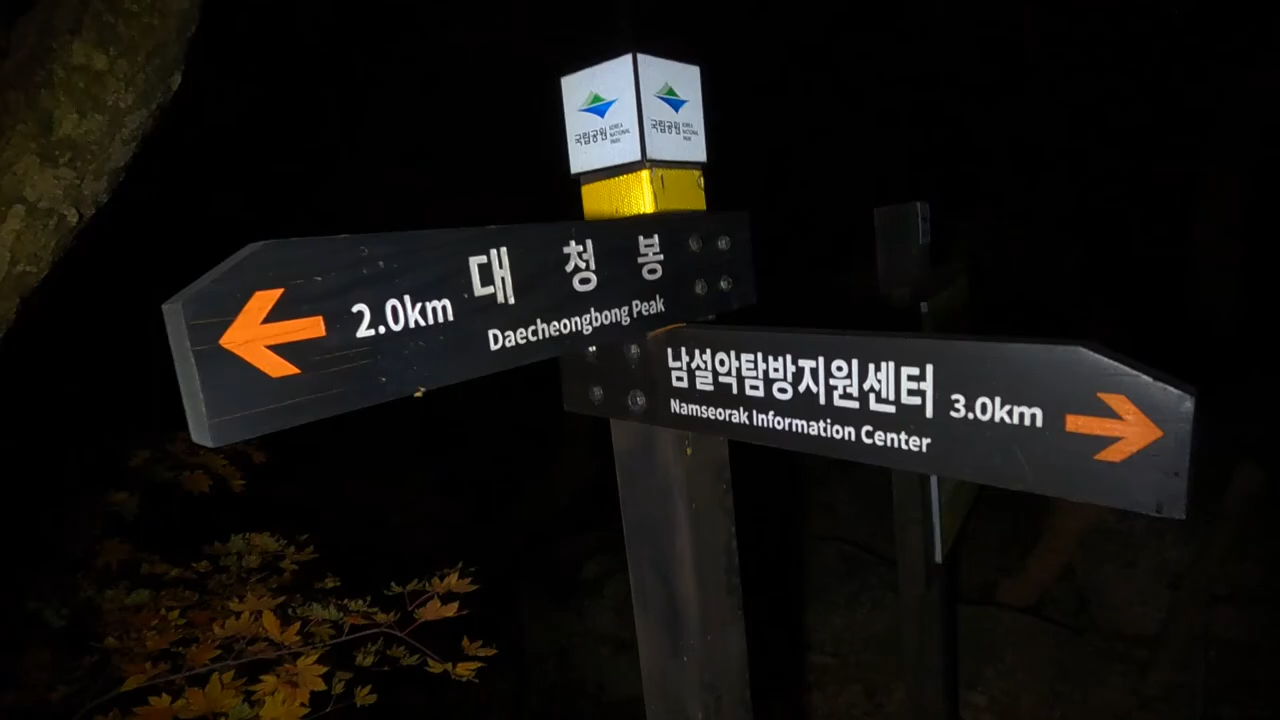 국립공원 KOREA NATIONAL PARK
국립공원 KOREA NATIONAL PARK
2.0km 대 청 봉
Daecheongbong Peak
남설악탐방지원센터 3.0km
Namseorak Information Center